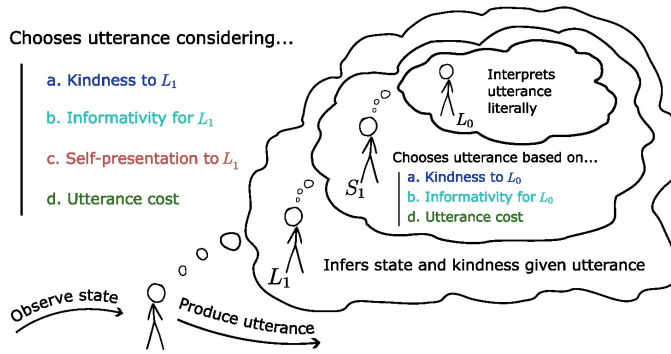 Chooses utterance considering...
a. Kindness to L₁
b. Informativity for L₁
c. Self-presentation to L₁
d. Utterance cost
Interprets
utterance
literally
L₀
Chooses utterance based on...
a. Kindness to L₀
b. Informativity for L₀
d. Utterance cost
S₁
Infers state and kindness given utterance
L₁
Observe state
Produce utterance